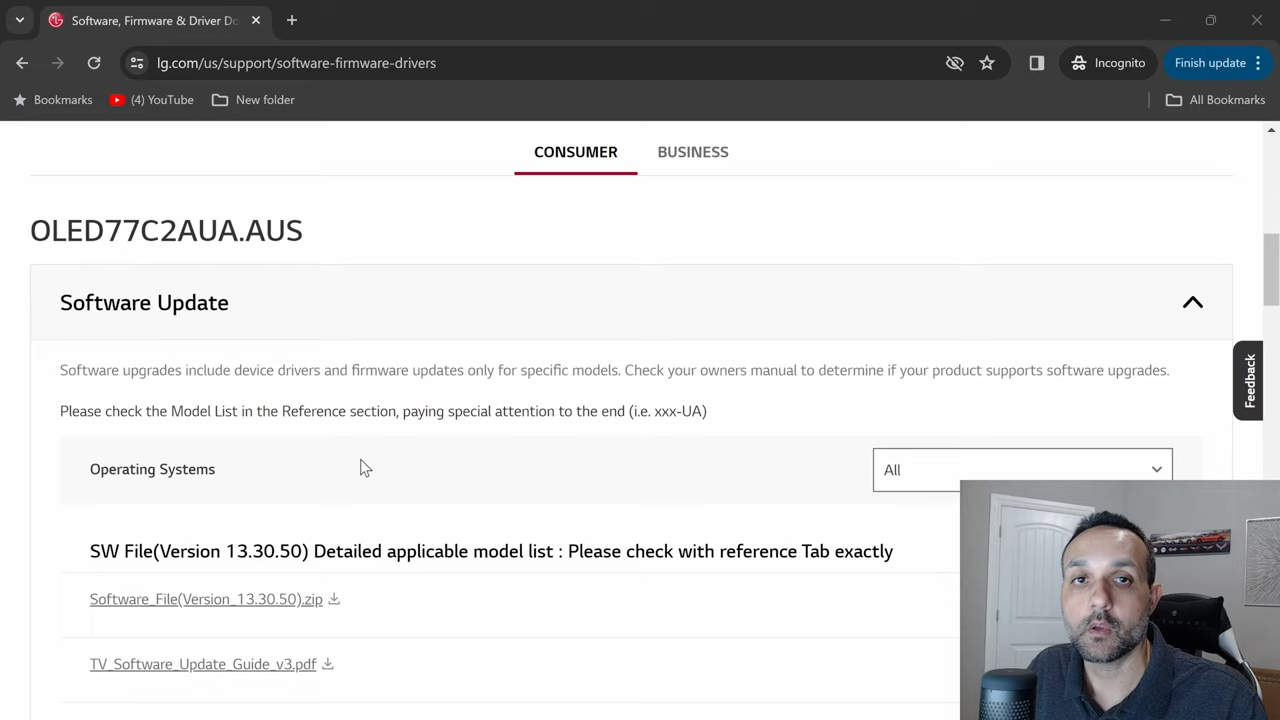 Software, Firmware & Driver Do
lg.com/us/support/software-firmware-drivers
Incognito
Finish update
Bookmarks
(4) YouTube
New folder
All Bookmarks
CONSUMER
BUSINESS
OLED77C2AUA.AUS
Software Update
Software upgrades include device drivers and firmware updates only for specific models. Check your owners manual to determine if your product supports software upgrades.
Feedback
Please check the Model List in the Reference section, paying special attention to the end (i.e. xxx-UA)
Operating Systems
All
SW File(Version 13.30.50) Detailed applicable model list : Please check with reference Tab exactly
Software_File(Version_13.30.50).zip
TV_Software_Update_Guide_v3.pdf